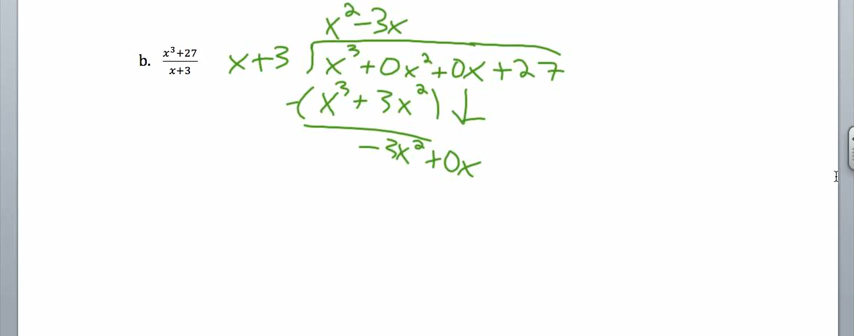 x² - 3x
b. x³+27 / x+3   x+3 ) x³ + 0x² + 0x + 27
-( x³ + 3x² ) ↓
- 3x² + 0x